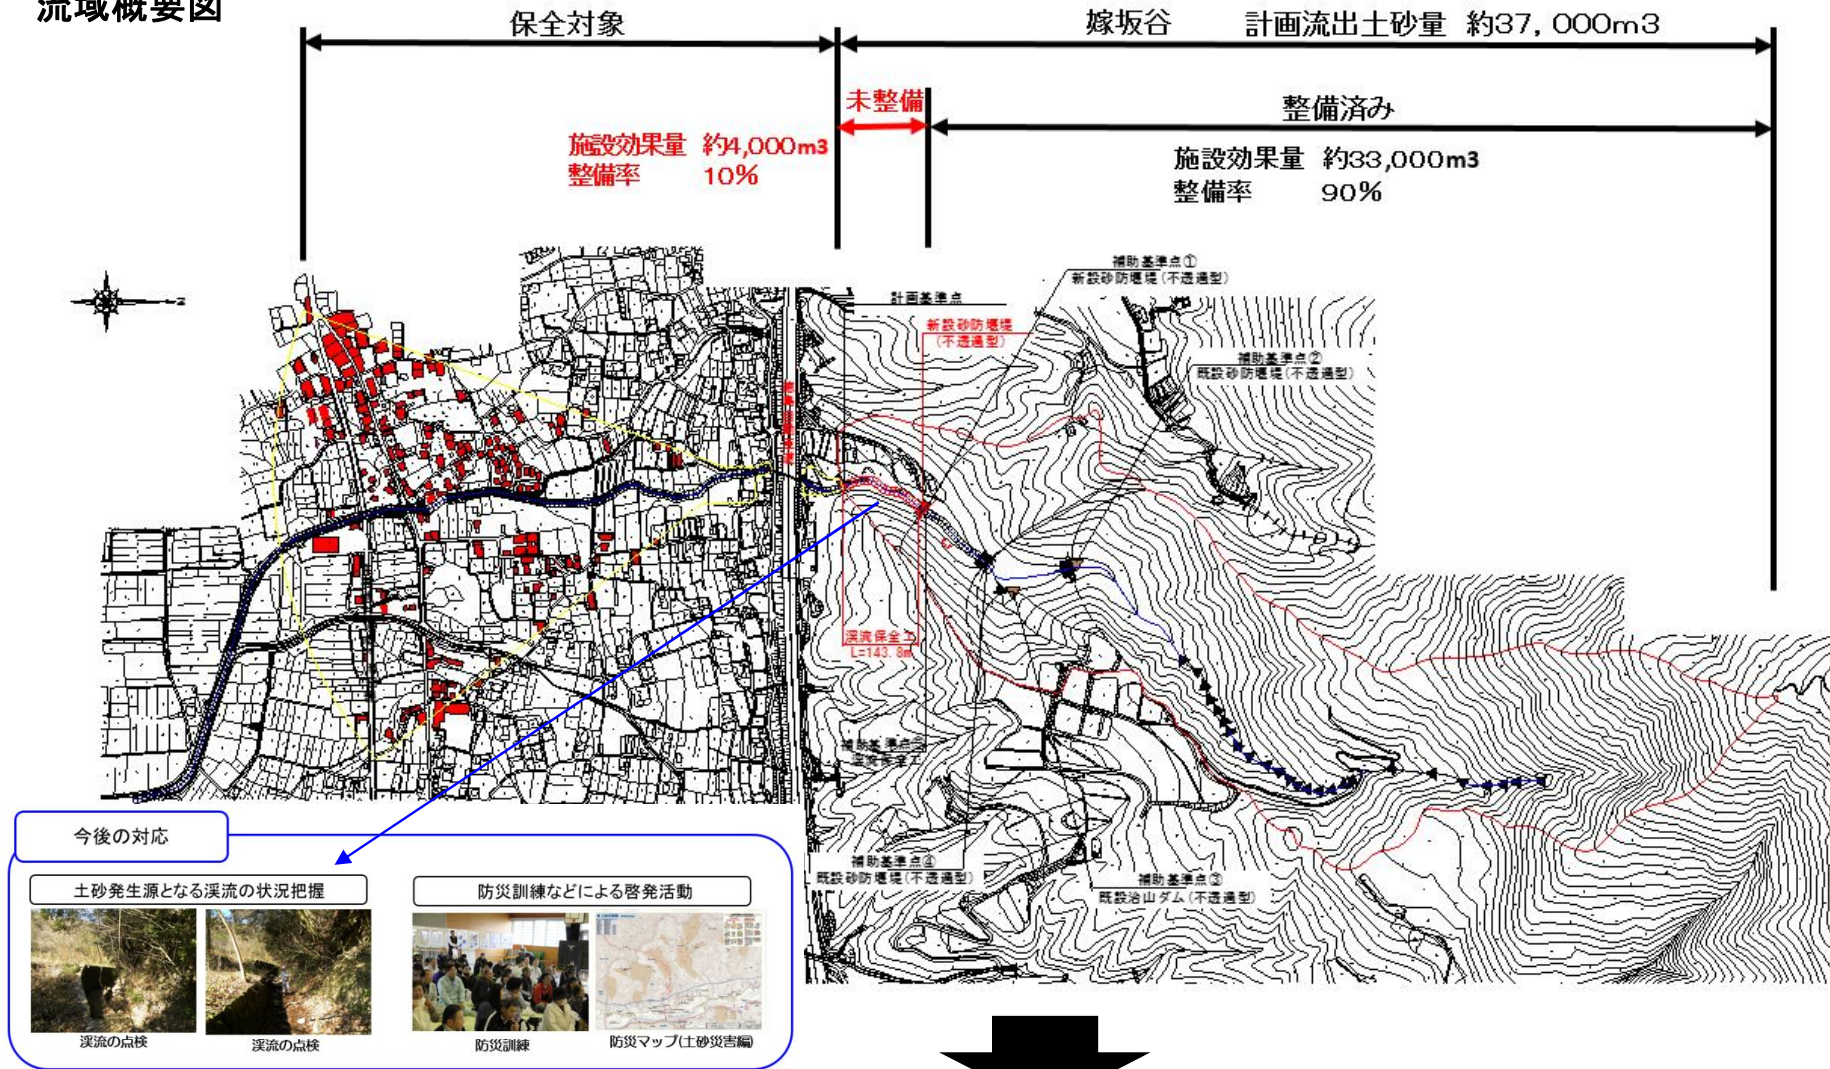 流域概要図
保全対象
嫁坂谷 計画流出土砂量 約37,000m3
未整備
整備済み
施設効果量 約4,000m3
整備率 10%
施設効果量 約33,000m3
整備率 90%
補助基準点①
新設砂防堰堤(不透過型)
計画基準点
新設砂防堰堤
(不透過型)
補助基準点②
既設砂防堰堤(不透過型)
渓流保全工
L=143.8m
渓流保全工
補助基準点④
既設砂防堰堤(不透過型)
補助基準点③
既設治山ダム(不透過型)
今後の対応
土砂発生源となる渓流の状況把握
防災訓練などによる啓発活動
渓流の点検
渓流の点検
防災訓練
防災マップ(土砂災害編)